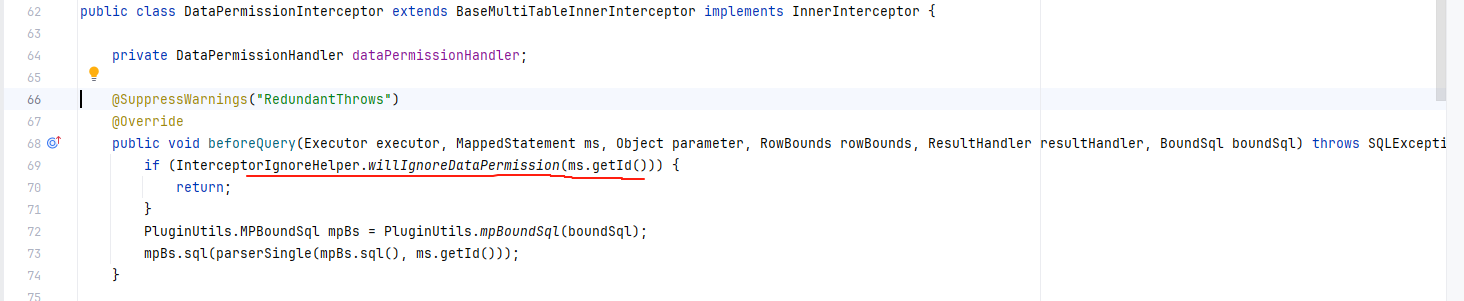 62 public class DataPermissionInterceptor extends BaseMultiTableInnerInterceptor implements InnerInterceptor {
63
64 private DataPermissionHandler dataPermissionHandler;
65
66 @SuppressWarnings("RedundantThrows")
67 @Override
68 public void beforeQuery(Executor executor, MappedStatement ms, Object parameter, RowBounds rowBounds, ResultHandler resultHandler, BoundSql boundSql) throws SQLExcepti
69 if (InterceptorIgnoreHelper.willIgnoreDataPermission(ms.getId())) {
70 return;
71 }
72 PluginUtils.MPBoundSql mpBs = PluginUtils.mpBoundSql(boundSql);
73 mpBs.sql(parserSingle(mpBs.sql(), ms.getId()));
74 }
75